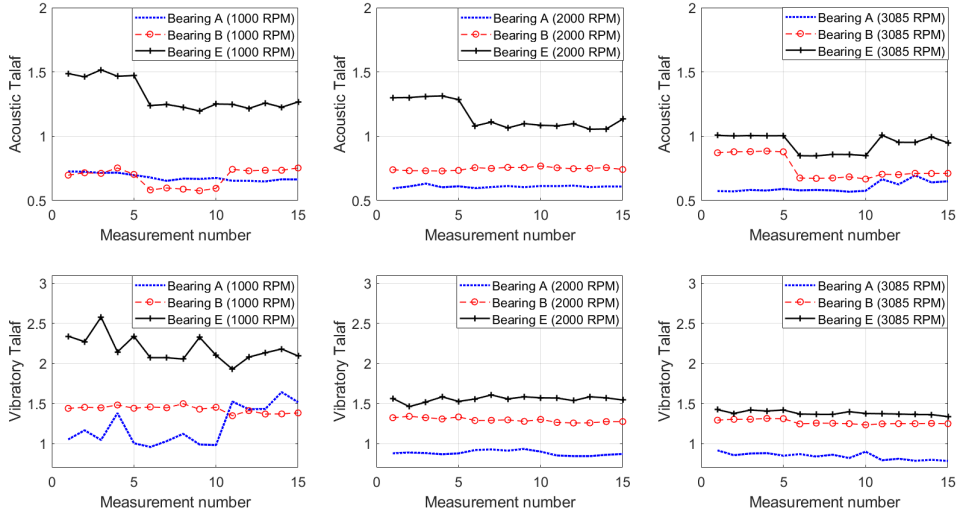 Bearing A (1000 RPM)
Bearing B (1000 RPM)
Bearing E (1000 RPM)
2
1.5
1
0.5
Acoustic Talaf
0 5 10 15
Measurement number
Bearing A (2000 RPM)
Bearing B (2000 RPM)
Bearing E (2000 RPM)
2
1.5
1
0.5
Acoustic Talaf
0 5 10 15
Measurement number
Bearing A (3085 RPM)
Bearing B (3085 RPM)
Bearing E (3085 RPM)
2
1.5
1
0.5
Acoustic Talaf
0 5 10 15
Measurement number
Bearing A (1000 RPM)
Bearing B (1000 RPM)
Bearing E (1000 RPM)
3
2.5
2
1.5
1
Vibratory Talaf
0 5 10 15
Measurement number
Bearing A (2000 RPM)
Bearing B (2000 RPM)
Bearing E (2000 RPM)
3
2.5
2
1.5
1
Vibratory Talaf
0 5 10 15
Measurement number
Bearing A (3085 RPM)
Bearing B (3085 RPM)
Bearing E (3085 RPM)
3
2.5
2
1.5
1
Vibratory Talaf
0 5 10 15
Measurement number